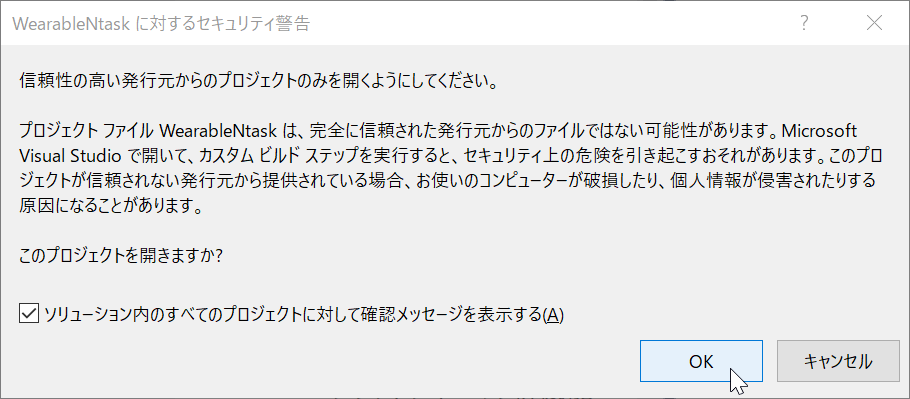 WearableNtask に対するセキュリティ警告
信頼性の高い発行元からのプロジェクトのみを開くようにしてください。
プロジェクト ファイル WearableNtask は、完全に信頼された発行元からのファイルではない可能性があります。Microsoft
Visual Studio で開いて、カスタム ビルド ステップを実行すると、セキュリティ上の危険を引き起こすおそれがあります。このプロ
ジェクトが信頼されない発行元から提供されている場合、お使いのコンピューターが破損したり、個人情報が侵害されたりする
原因になることがあります。
このプロジェクトを開きますか?
ソリューション内のすべてのプロジェクトに対して確認メッセージを表示する(A)
OK
キャンセル